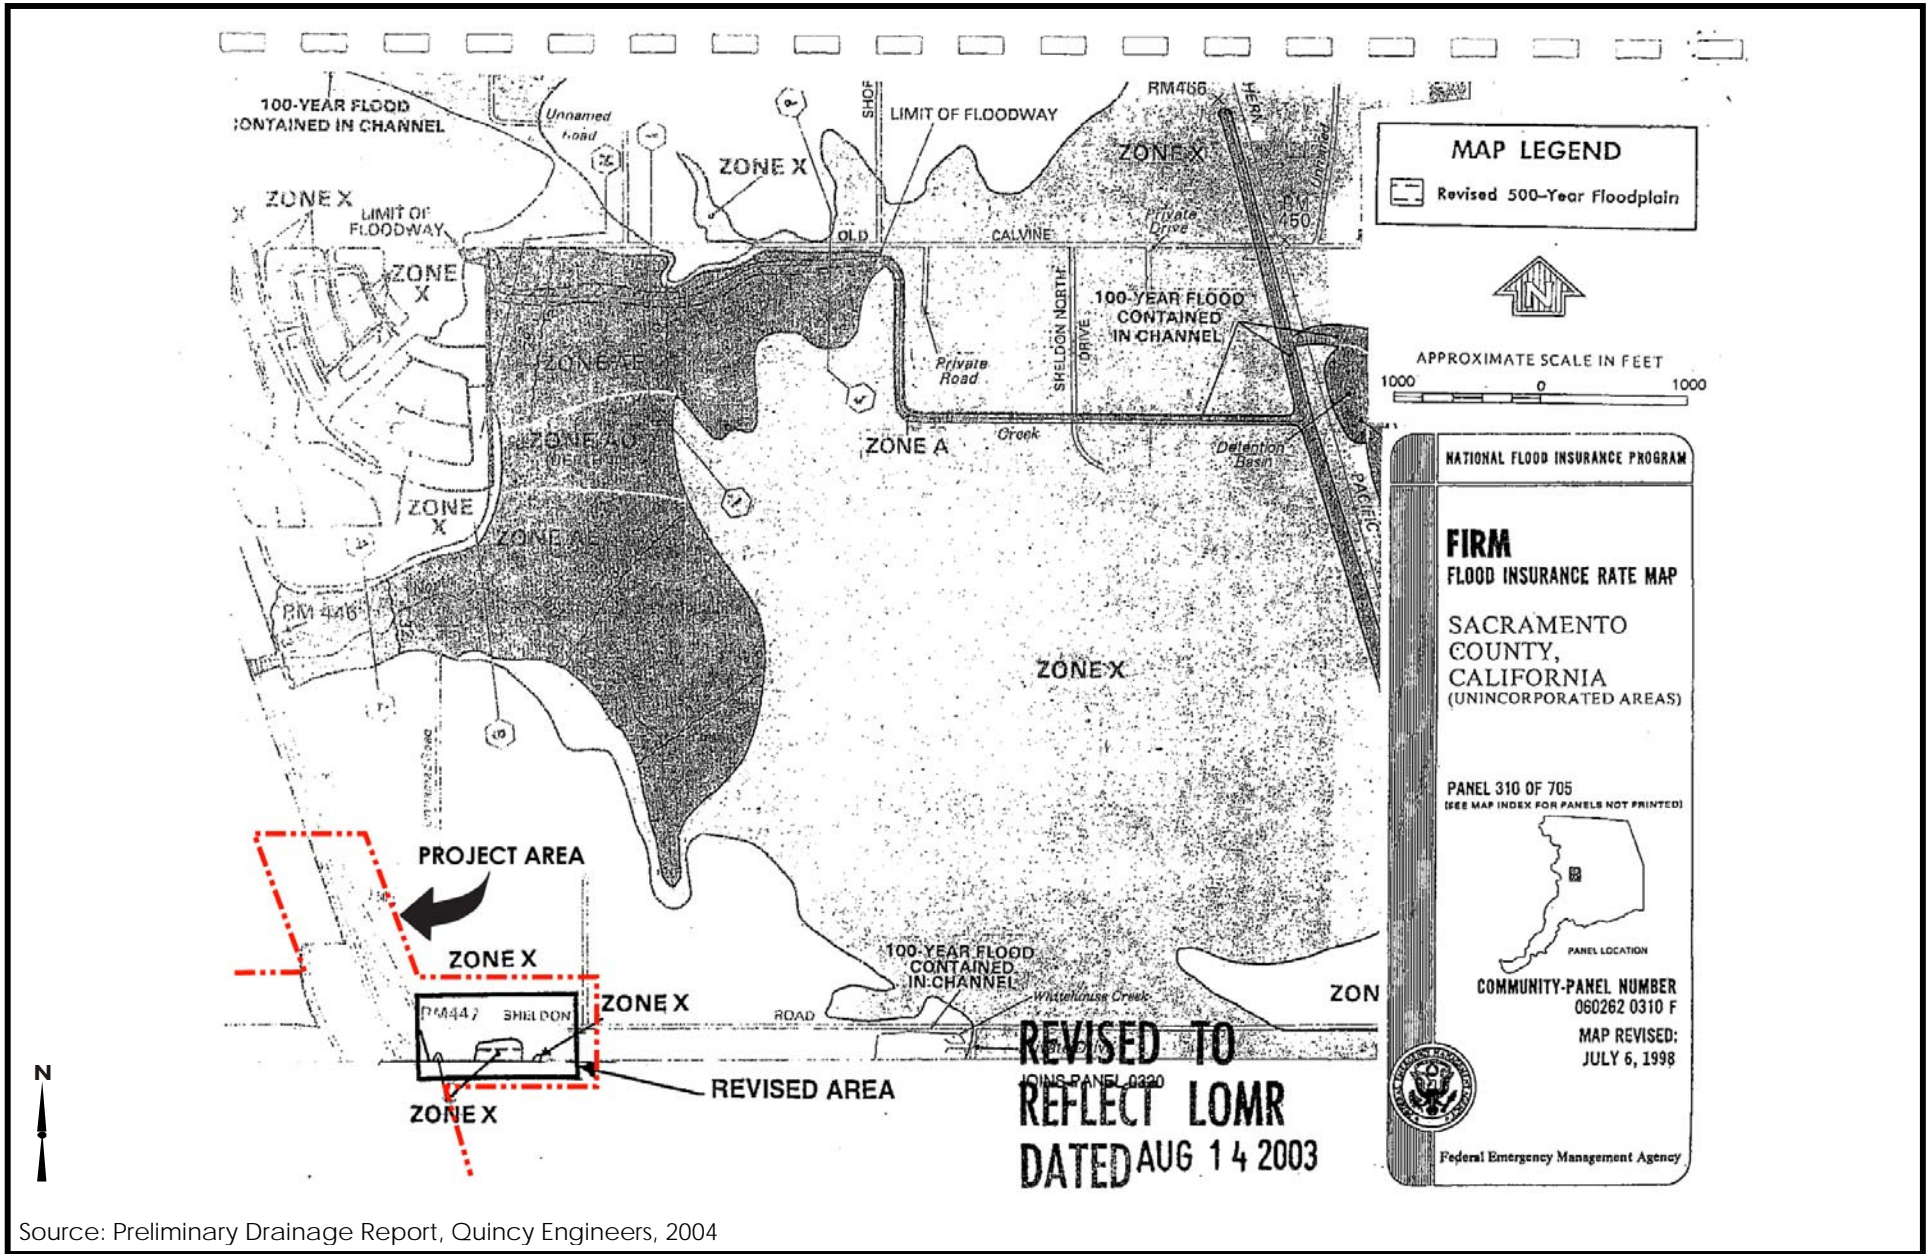 100-YEAR FLOOD
CONTAINED IN CHANNEL
Unnamed
Road
SHOP
LIMIT OF FLOODWAY
RM466
HERN
ZONE X
ZONE X
ZONE X
LIMIT OF
FLOODWAY
RM
450
Private
Drive
OLD
CALVINE
ZONE
X
SHELDON NORTH
DRIVE
100-YEAR FLOOD
CONTAINED
IN CHANNEL
ZONE AE
Private
Road
ZONE AO
ZONE A
Creek
Detention
Basin
PACIFIC
ZONE
X
ZONE AE
RM 446
ZONE X
PROJECT AREA
ZONE X
100-YEAR FLOOD
CONTAINED
IN CHANNEL
Whitehouse Creek
ZON
RM447
SHELDON
ZONE X
ROAD
REVISED AREA
ZONE X
JOINS PANEL 0320
REVISED TO
REFLECT LOMR
DATED AUG 14 2003
MAP LEGEND
Revised 500-Year Floodplain
N
APPROXIMATE SCALE IN FEET
1000 0 1000
NATIONAL FLOOD INSURANCE PROGRAM
FIRM
FLOOD INSURANCE RATE MAP
SACRAMENTO
COUNTY,
CALIFORNIA
(UNINCORPORATED AREAS)
PANEL 310 OF 705
(SEE MAP INDEX FOR PANELS NOT PRINTED)
PANEL LOCATION
COMMUNITY-PANEL NUMBER
060262 0310 F
MAP REVISED:
JULY 6, 1998
Federal Emergency Management Agency
N
Source: Preliminary Drainage Report, Quincy Engineers, 2004